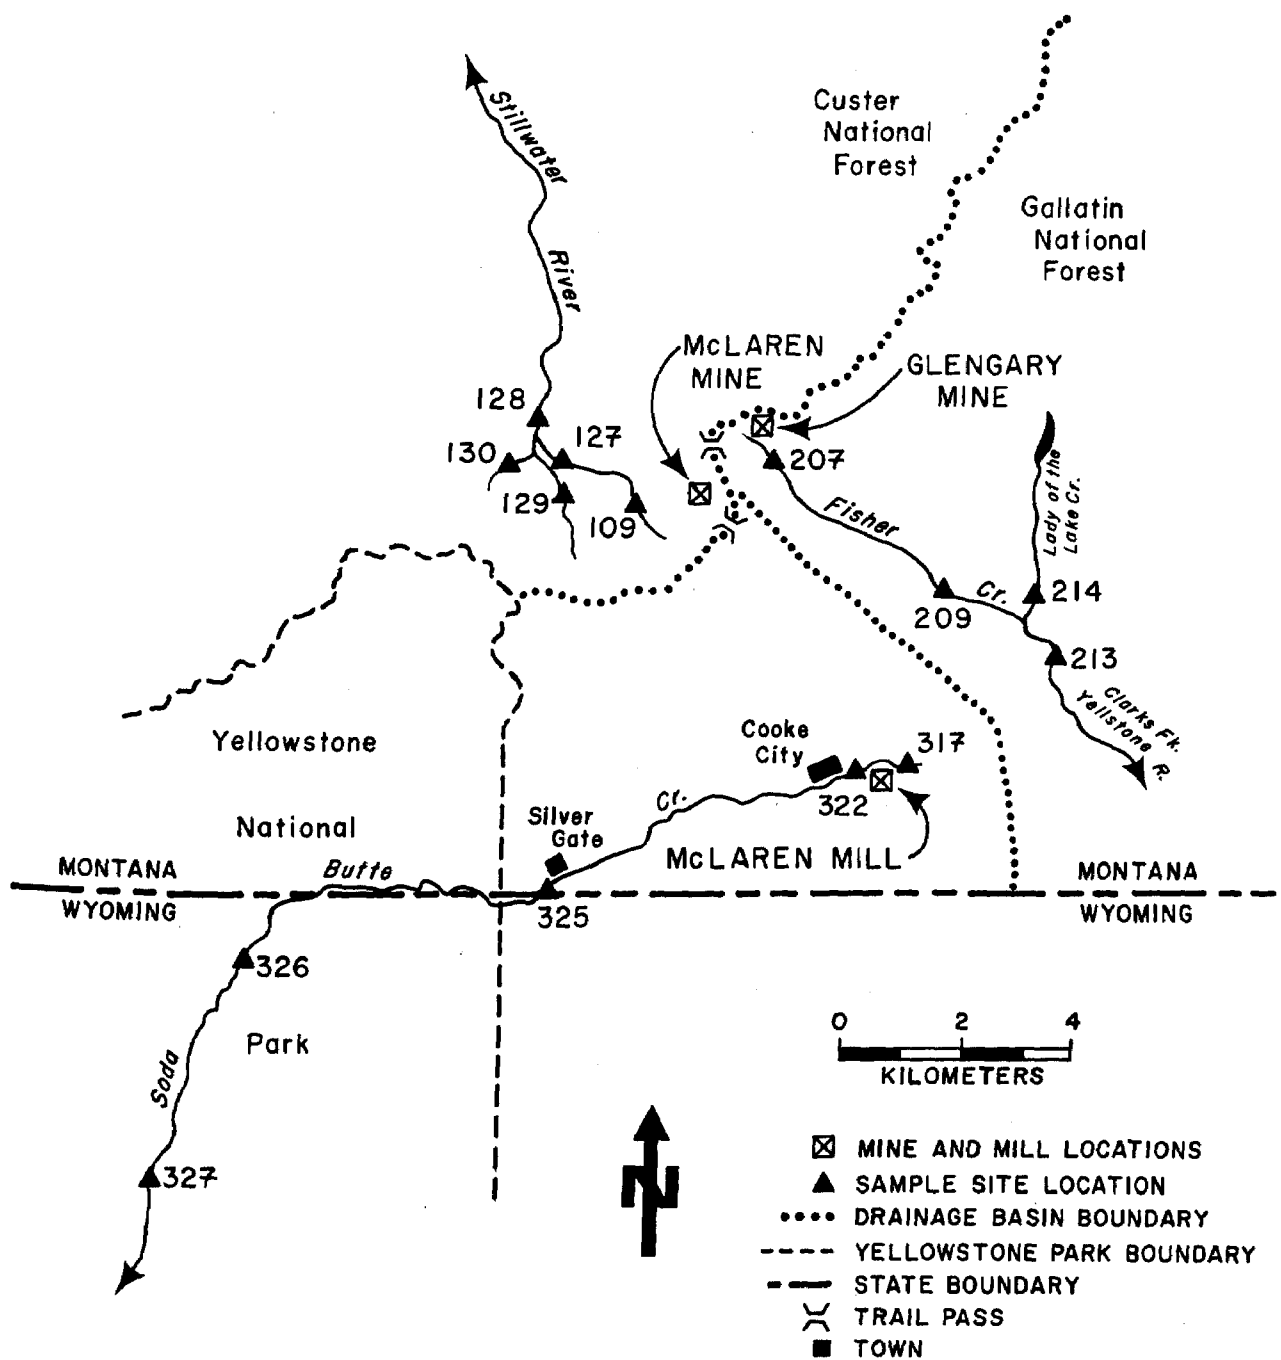 Custer
National
Forest
Gallatin
National
Forest
Stillwater
River
McLAREN
MINE
GLENGARY
MINE
128
127
130
129
109
207
Fisher
Cr.
Lady of the
Lake Cr.
209
214
213
Clarks Fk.
Yellstone R.
Yellowstone
National
Park
Cooke
City
317
322
Silver
Gate
Cr.
McLAREN MILL
MONTANA
WYOMING
Butte
325
MONTANA
WYOMING
326
Soda
327
0 2 4
KILOMETERS
N
MINE AND MILL LOCATIONS
SAMPLE SITE LOCATION
DRAINAGE BASIN BOUNDARY
YELLOWSTONE PARK BOUNDARY
STATE BOUNDARY
TRAIL PASS
TOWN